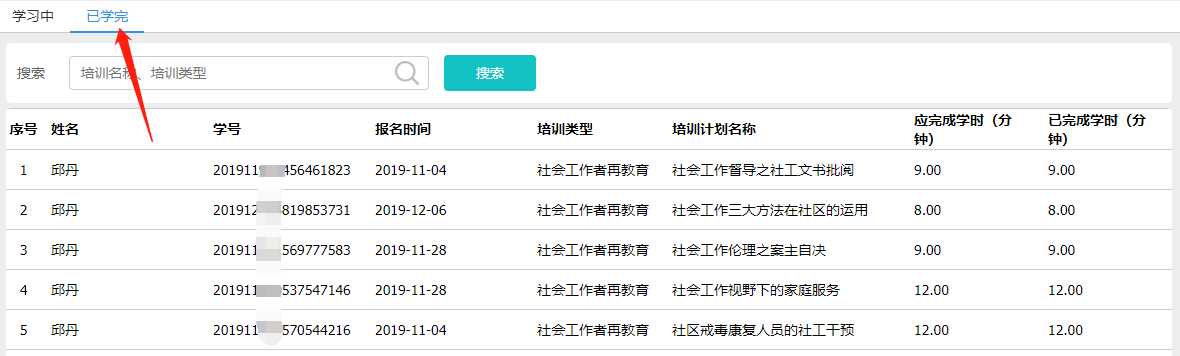 学习中 已学完
搜索 培训名称、培训类型 搜索
序号 姓名 学号 报名时间 培训类型 培训计划名称 应完成学时（分钟） 已完成学时（分钟）
1 邱丹 201911 456461823 2019-11-04 社会工作者再教育 社会工作督导之社工文书批阅 9.00 9.00
2 邱丹 201912 819853731 2019-12-06 社会工作者再教育 社会工作三大方法在社区的运用 8.00 8.00
3 邱丹 201911 569777583 2019-11-28 社会工作者再教育 社会工作伦理之案主自决 9.00 9.00
4 邱丹 201911 537547146 2019-11-28 社会工作者再教育 社会工作视野下的家庭服务 12.00 12.00
5 邱丹 201911 570544216 2019-11-04 社会工作者再教育 社区戒毒康复人员的社工干预 12.00 12.00